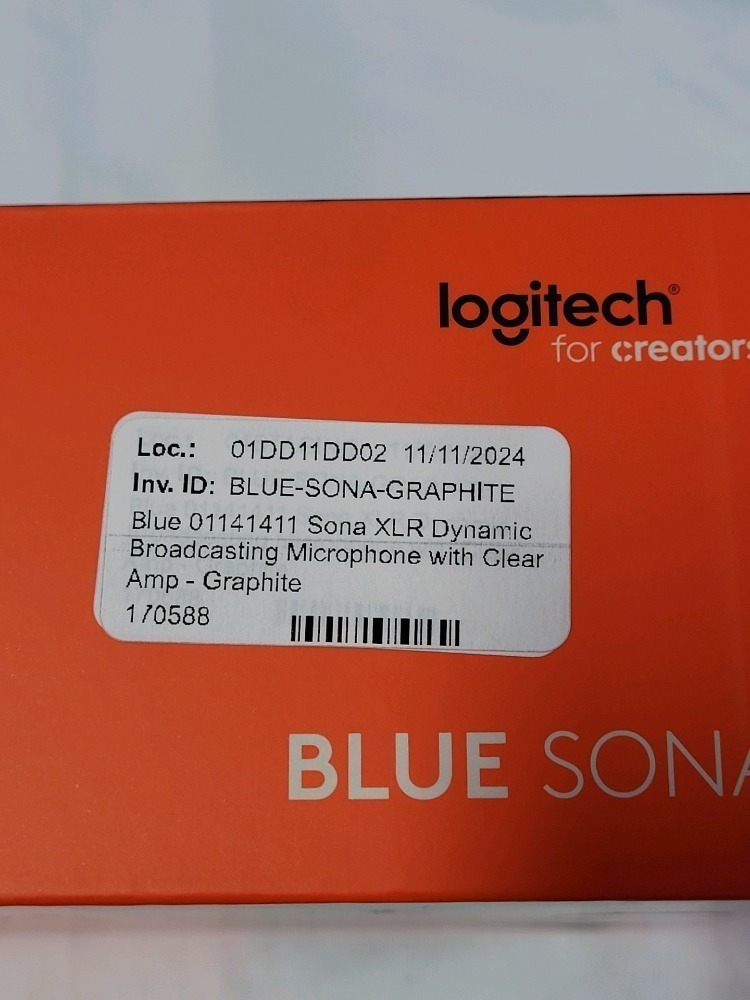 logitech®
for creators
Loc.: 01DD11DD02 11/11/2024
Inv. ID: BLUE-SONA-GRAPHITE
Blue 01141411 Sona XLR Dynamic
Broadcasting Microphone with Clear
Amp - Graphite
170588
BLUE SONA